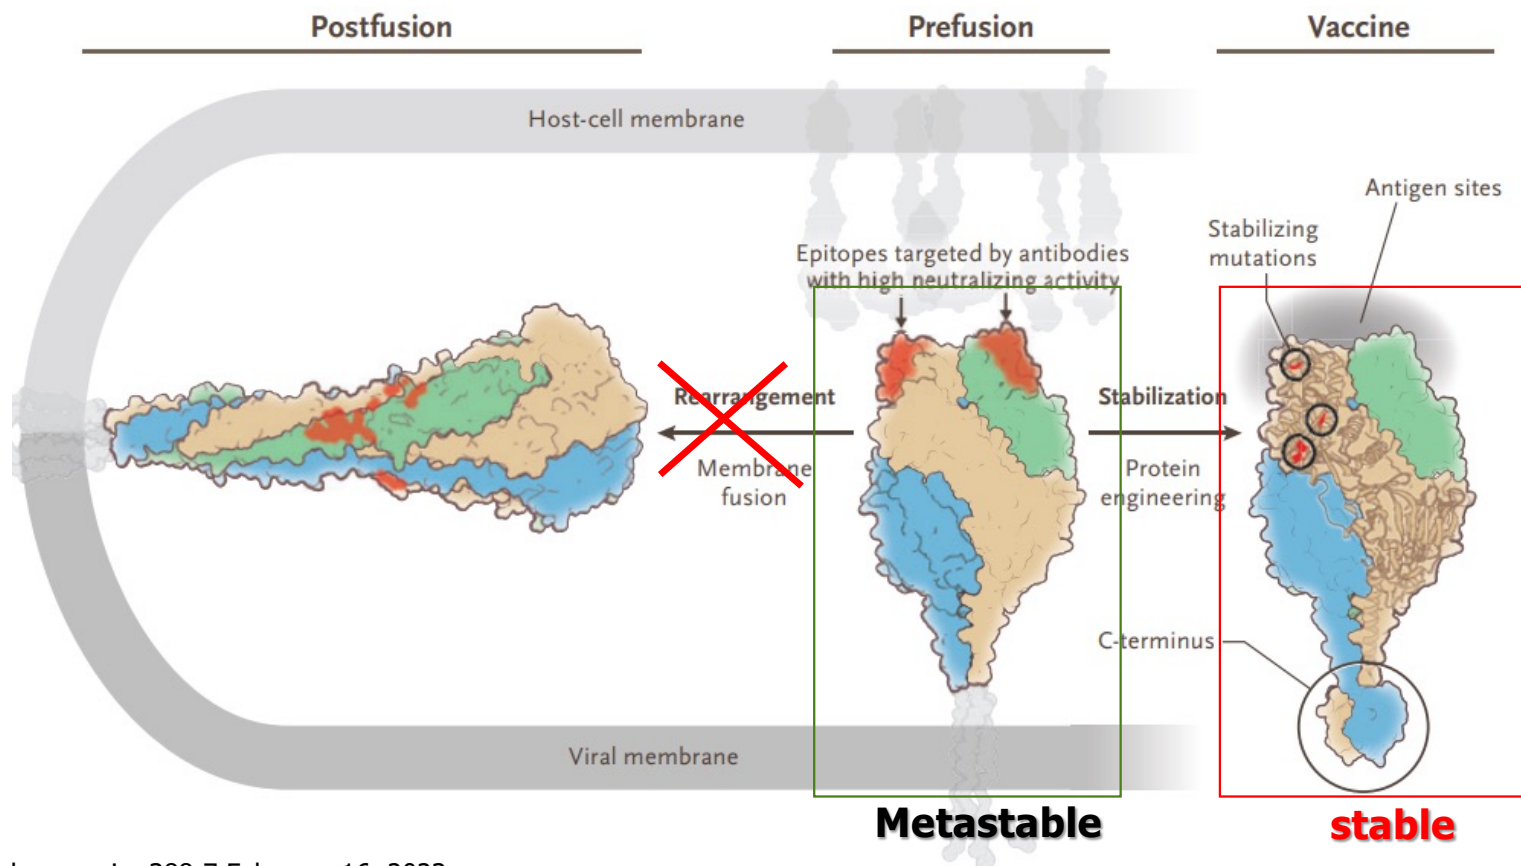 Postfusion
Prefusion
Vaccine
Host-cell membrane
Antigen sites
Stabilizing
mutations
Epitopes targeted by antibodies
with high neutralizing activity
Rearrangement
Membrane
fusion
Stabilization
Protein
engineering
C-terminus
Viral membrane
Metastable
stable